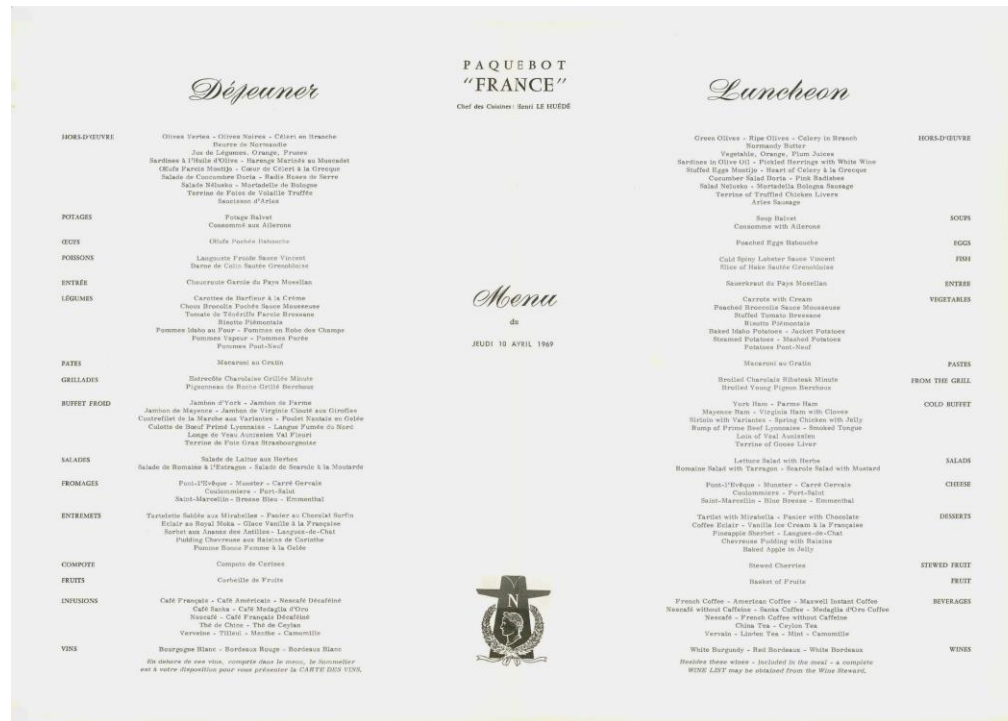 PAQUEBOT
"FRANCE"
Chef des Cuisines: Henri LE HUÉDÉ
Déjeuner
HORS-D'ŒUVRE
Olives Vertes - Olives Noires - Céleri en Branche
Beurre de Normandie
Jus de Légumes, Orange, Prunes
Sardines à l'Huile d'Olive - Harengs Marinés au Muscadet
Œufs Farcis Montijo - Cœur de Céleri à la Grecque
Salade de Concombre Doria - Radis Roses de Serre
Salade Nélusko - Mortadelle de Bologne
Terrine de Foies de Volaille Truffés
Saucisson d'Arles
POTAGES
Potage Balvet
Consommé aux Ailerons
ŒUFS
Œufs Pochés Babouche
POISSONS
Langouste Froide Sauce Vincent
Darne de Colin Sautée Grenobloise
ENTRÉE
Choucroute Garnie du Pays Mosellan
LÉGUMES
Carottes de Barfleur à la Crème
Choux Brocolis Pochés Sauce Mousseuse
Tomate de Ténériffe Farcie Bressane
Risotto Piémontaise
Pommes Idaho au Four - Pommes en Robe des Champs
Pommes Vapeur - Pommes Purée
Pommes Pont-Neuf
PATES
Macaroni au Gratin
GRILLADES
Entrecôte Charolaise Grillée Minute
Pigeonneau de Roche Grillé Bercheux
BUFFET FROID
Jambon d'York - Jambon de Parme
Jambon de Mayence - Jambon de Virginie Clouté aux Girofles
Contrefilet de la Marche aux Variantes - Poulet Nantais en Gelée
Culotte de Bœuf Primé Lyonnaise - Langue Fumée du Nord
Longe de Veau Auxissien Val Fleuri
Terrine de Foie Gras Strasbourgeoise
SALADES
Salade de Laitue aux Herbes
Salade de Romaine à l'Estragon - Salade de Scarole à la Moutarde
FROMAGES
Pont-l'Evêque - Munster - Carré Gervais
Coulommiers - Port-Salut
Saint-Marcellin - Bresse Bleu - Emmenthal
ENTREMETS
Tartelette Sablée aux Mirabelles - Panier au Chocolat Surfin
Eclair au Royal Moka - Glace Vanille à la Française
Sorbet aux Ananas des Antilles - Langues-de-Chat
Pudding Chevreuse aux Raisins de Corinthe
Pomme Bonne Femme à la Gelée
COMPOTE
Compote de Cerises
FRUITS
Corbeille de Fruits
INFUSIONS
Café Français - Café Américain - Nescafé Décaféiné
Café Sanka - Café Medaglia d'Oro
Nescafé - Café Français Décaféiné
Thé de Chine - Thé de Ceylan
Verveine - Tilleul - Menthe - Camomille
VINS
Bourgogne Blanc - Bordeaux Rouge - Bordeaux Blanc
En dehors de ces vins, compris dans le menu, le Sommelier
est à votre disposition pour vous présenter la CARTE DES VINS.
Menu
du
JEUDI 10 AVRIL 1969
N
Luncheon
HORS-D'ŒUVRE
Green Olives - Ripe Olives - Celery in Branch
Normandy Butter
Vegetable, Orange, Plum Juices
Sardines in Olive Oil - Pickled Herrings with White Wine
Stuffed Eggs Montijo - Heart of Celery à la Grecque
Cucumber Salad Doria - Pink Radishes
Salad Nelusko - Mortadella Bologna Sausage
Terrine of Truffled Chicken Livers
Arles Sausage
SOUPS
Soup Balvet
Consomme with Ailerons
EGGS
Poached Eggs Babouche
FISH
Cold Spiny Lobster Sauce Vincent
Slice of Hake Sautée Grenobloise
ENTREE
Sauerkraut du Pays Mosellan
VEGETABLES
Carrots with Cream
Poached Broccolis Sauce Mousseuse
Stuffed Tomato Bressane
Risotto Piémontaise
Baked Idaho Potatoes - Jacket Potatoes
Steamed Potatoes - Mashed Potatoes
Potatoes Pont-Neuf
PASTES
Macaroni au Gratin
FROM THE GRILL
Broiled Charolais Ribsteak Minute
Broiled Young Pigeon Bercheux
COLD BUFFET
York Ham - Parme Ham
Mayence Ham - Virginia Ham with Cloves
Sirloin with Variantes - Spring Chicken with Jelly
Rump of Prime Beef Lyonnaise - Smoked Tongue
Loin of Veal Auxissien
Terrine of Goose Liver
SALADS
Lettuce Salad with Herbs
Romaine Salad with Tarragon - Scarole Salad with Mustard
CHEESE
Pont-l'Evêque - Munster - Carré Gervais
Coulommiers - Port-Salut
Saint-Marcellin - Blue Bresse - Emmenthal
DESSERTS
Tartlet with Mirabella - Panier with Chocolate
Coffee Eclair - Vanilla Ice Cream à la Française
Pineapple Sherbet - Langues-de-Chat
Chevreuse Pudding with Raisins
Baked Apple in Jelly
STEWED FRUIT
Stewed Cherries
FRUIT
Basket of Fruits
BEVERAGES
French Coffee - American Coffee - Maxwell Instant Coffee
Nescafé without Caffeine - Sanka Coffee - Medaglia d'Oro Coffee
Nescafé - French Coffee without Caffeine
China Tea - Ceylon Tea
Vervain - Linden Tea - Mint - Camomille
WINES
White Burgundy - Red Bordeaux - White Bordeaux
Besides these wines - included in the meal - a complete
WINE LIST may be obtained from the Wine Steward.